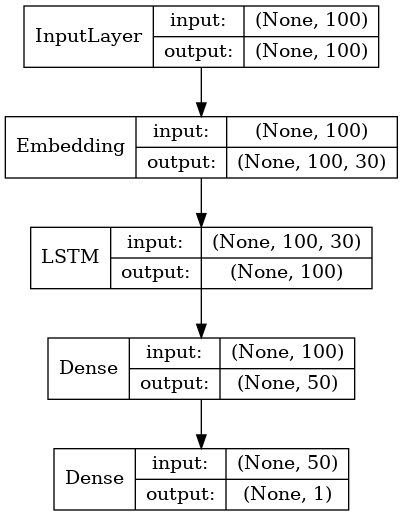 InputLayer input: (None, 100)
output: (None, 100)
Embedding input: (None, 100)
output: (None, 100, 30)
LSTM input: (None, 100, 30)
output: (None, 100)
Dense input: (None, 100)
output: (None, 50)
Dense input: (None, 50)
output: (None, 1)